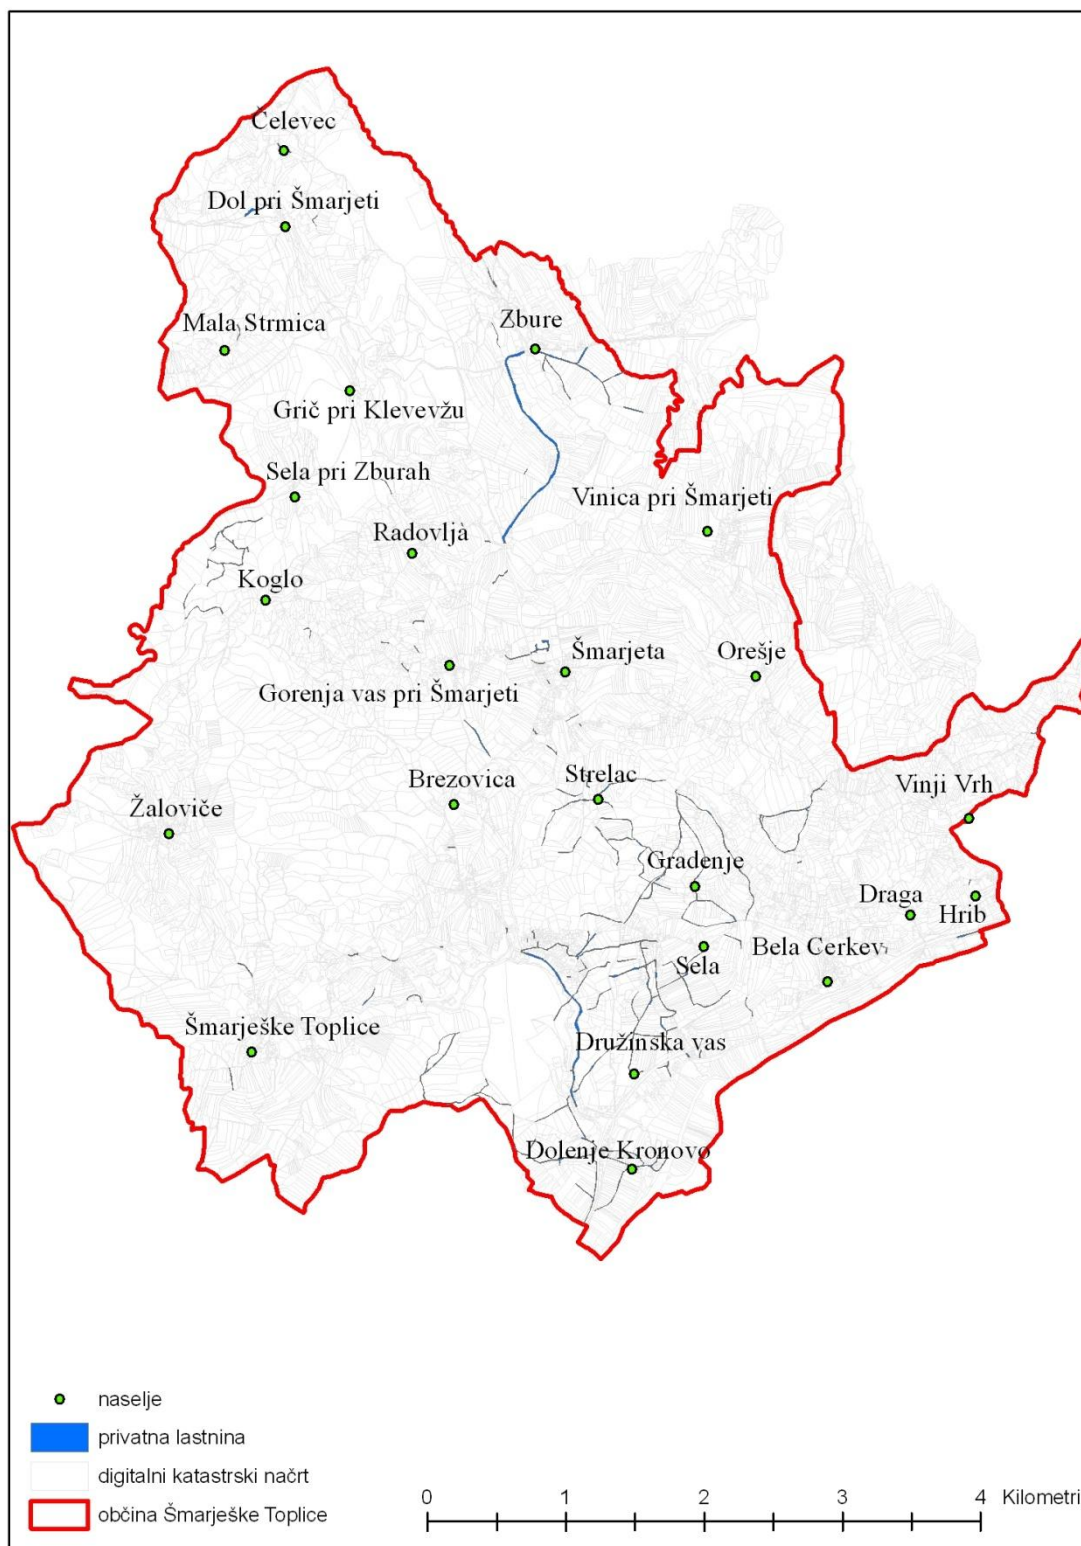 Čelevec
Dol pri Šmarjeti
Mala Strmica
Zbure
Grič pri Klevevžu
Sela pri Zburah
Vinica pri Šmarjeti
Radovlja
Koglo
Šmarjeta
Orešje
Gorenja vas pri Šmarjeti
Brezovica
Strelac
Vinji Vrh
Žaloviče
Gradenje
Draga
Hrib
Bela Cerkev
Sela
Šmarješke Toplice
Družinska vas
Dolenje Kronovo
naselje
privatna lastnina
digitalni katastrski načrt
občina Šmarješke Toplice
0 1 2 3 4 Kilometri